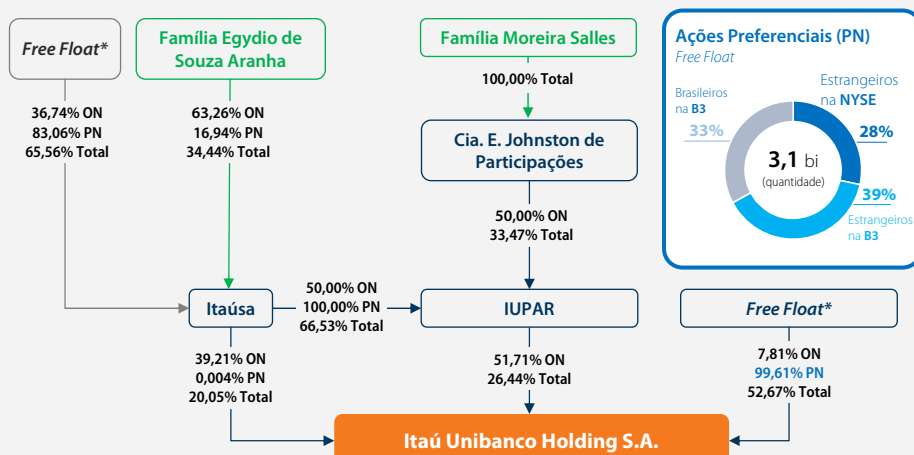 Free Float*
Família Egydio de
Souza Aranha
Família Moreira Salles
36,74% ON
83,06% PN
65,56% Total
63,26% ON
16,94% PN
34,44% Total
100,00% Total
Cia. E. Johnston de
Participações
50,00% ON
33,47% Total
Itaúsa
50,00% ON
100,00% PN
66,53% Total
IUPAR
Free Float*
39,21% ON
0,004% PN
20,05% Total
51,71% ON
26,44% Total
7,81% ON
99,61% PN
52,67% Total
Itaú Unibanco Holding S.A.
Ações Preferenciais (PN)
Free Float
Brasileiros
na B3
33%
Estrangeiros
na NYSE
28%
3,1 bi
(quantidade)
39%
Estrangeiros
na B3